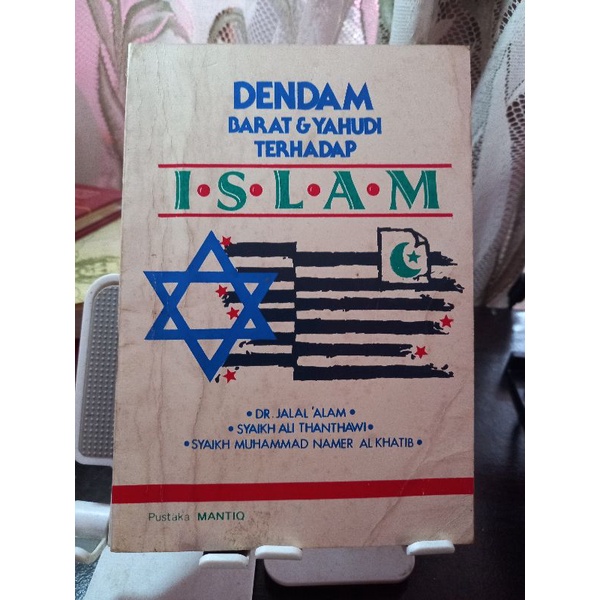 DENDAM
BARAT & YAHUDI
TERHADAP
I•S•L•A•M
•DR. JALAL 'ALAM•
•SYAIKH ALI THANTHAWI•
•SYAIKH MUHAMMAD NAMER AL KHATIB•
Pustaka MANTIQ